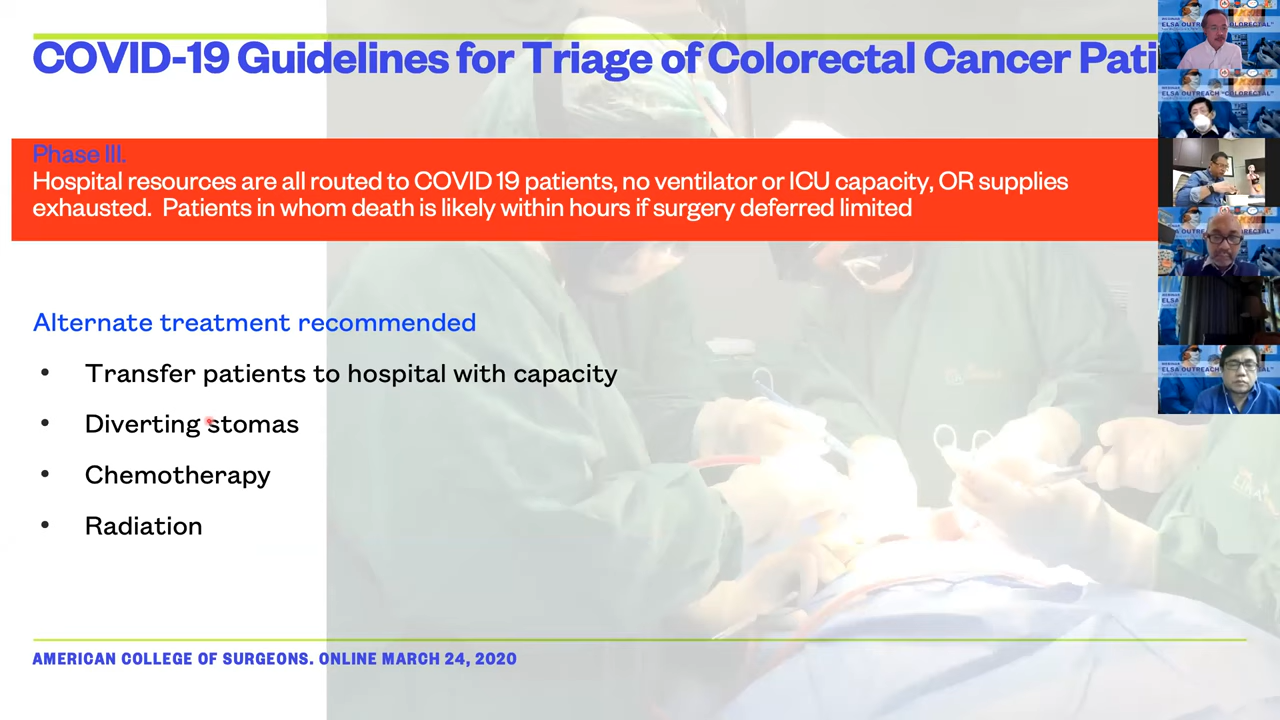 COVID-19 Guidelines for Triage of Colorectal Cancer Pati
Phase III.
Hospital resources are all routed to COVID 19 patients, no ventilator or ICU capacity, OR supplies
exhausted. Patients in whom death is likely within hours if surgery deferred limited
Alternate treatment recommended
• Transfer patients to hospital with capacity
• Diverting stomas
• Chemotherapy
• Radiation
AMERICAN COLLEGE OF SURGEONS. ONLINE MARCH 24, 2020